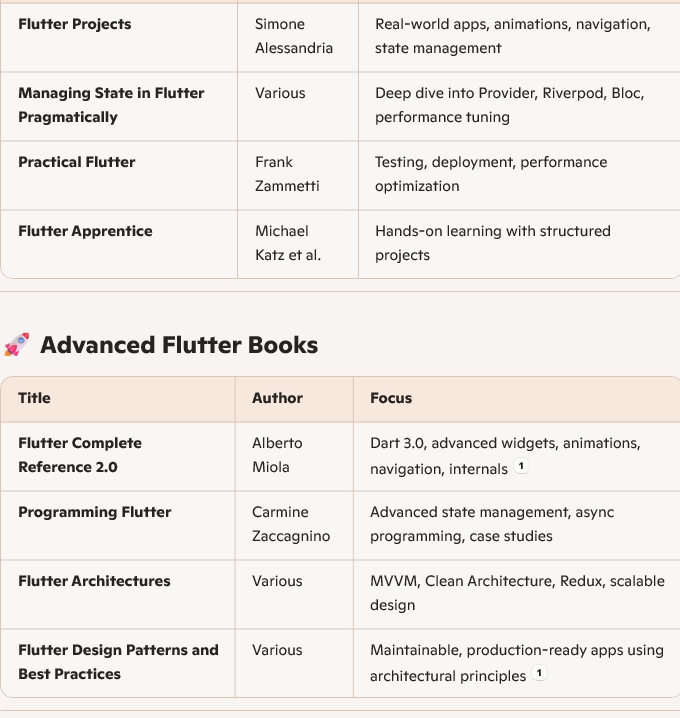 Flutter Projects
Simone
Alessandria
Real-world apps, animations, navigation,
state management
Managing State in Flutter
Pragmatically
Various
Deep dive into Provider, Riverpod, Bloc,
performance tuning
Practical Flutter
Frank
Zammetti
Testing, deployment, performance
optimization
Flutter Apprentice
Michael
Katz et al.
Hands-on learning with structured
projects
🚀 Advanced Flutter Books
Title
Author
Focus
Flutter Complete
Reference 2.0
Alberto
Miola
Dart 3.0, advanced widgets, animations,
navigation, internals 1
Programming Flutter
Carmine
Zaccagnino
Advanced state management, async
programming, case studies
Flutter Architectures
Various
MVVM, Clean Architecture, Redux, scalable
design
Flutter Design Patterns and
Best Practices
Various
Maintainable, production-ready apps using
architectural principles 1